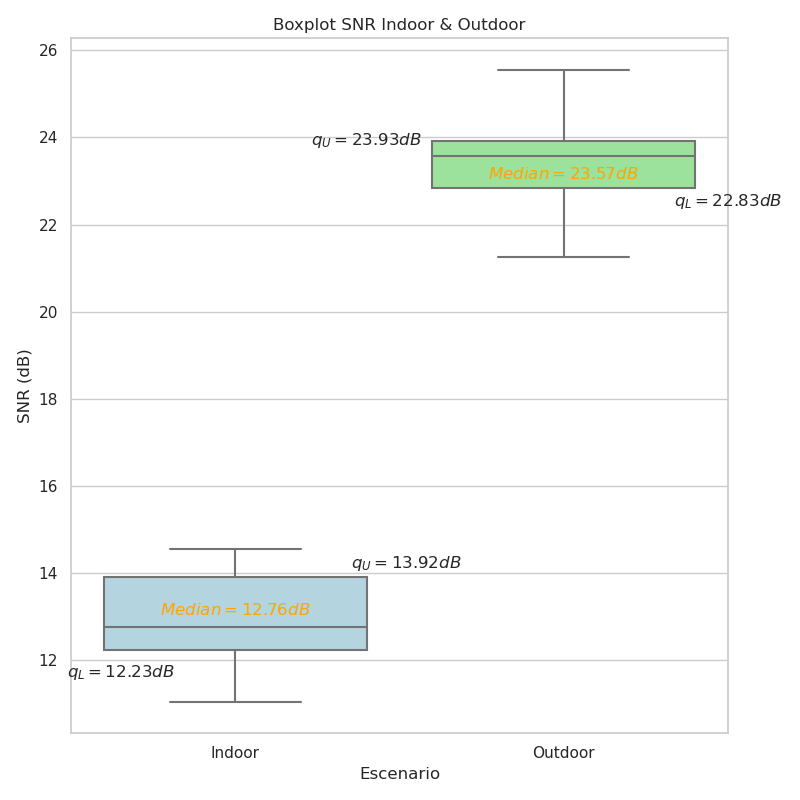 Boxplot SNR Indoor & Outdoor
26
24
22
20
18
16
14
12
SNR (dB)
q_U = 23.93dB
Median = 23.57dB
q_L = 22.83dB
q_U = 13.92dB
Median = 12.76dB
q_L = 12.23dB
Indoor Outdoor
Escenario